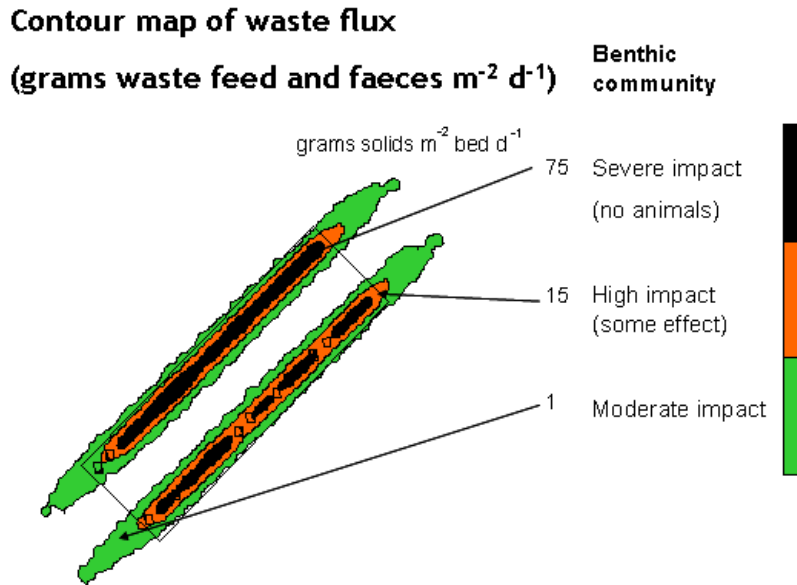 Contour map of waste flux
(grams waste feed and faeces m⁻² d⁻¹)
Benthic
community
grams solids m⁻² bed d⁻¹
75 Severe impact
(no animals)
15 High impact
(some effect)
1 Moderate impact